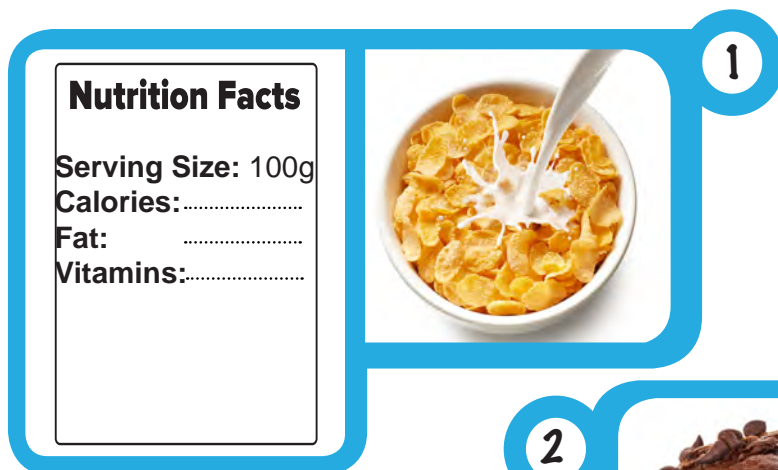 1
Nutrition Facts
Serving Size: 100g
Calories:......................
Fat: ......................
Vitamins:......................
2